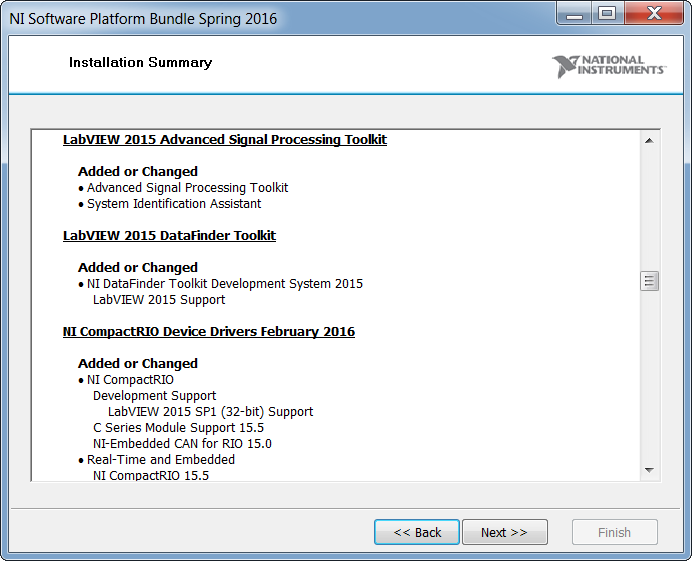 NI Software Platform Bundle Spring 2016
Installation Summary
NATIONAL
INSTRUMENTS
LabVIEW 2015 Advanced Signal Processing Toolkit
Added or Changed
• Advanced Signal Processing Toolkit
• System Identification Assistant
LabVIEW 2015 DataFinder Toolkit
Added or Changed
• NI DataFinder Toolkit Development System 2015
LabVIEW 2015 Support
NI CompactRIO Device Drivers February 2016
Added or Changed
• NI CompactRIO
Development Support
LabVIEW 2015 SP1 (32-bit) Support
C Series Module Support 15.5
NI-Embedded CAN for RIO 15.0
• Real-Time and Embedded
NI CompactRIO 15.5
<< Back Next >> Finish